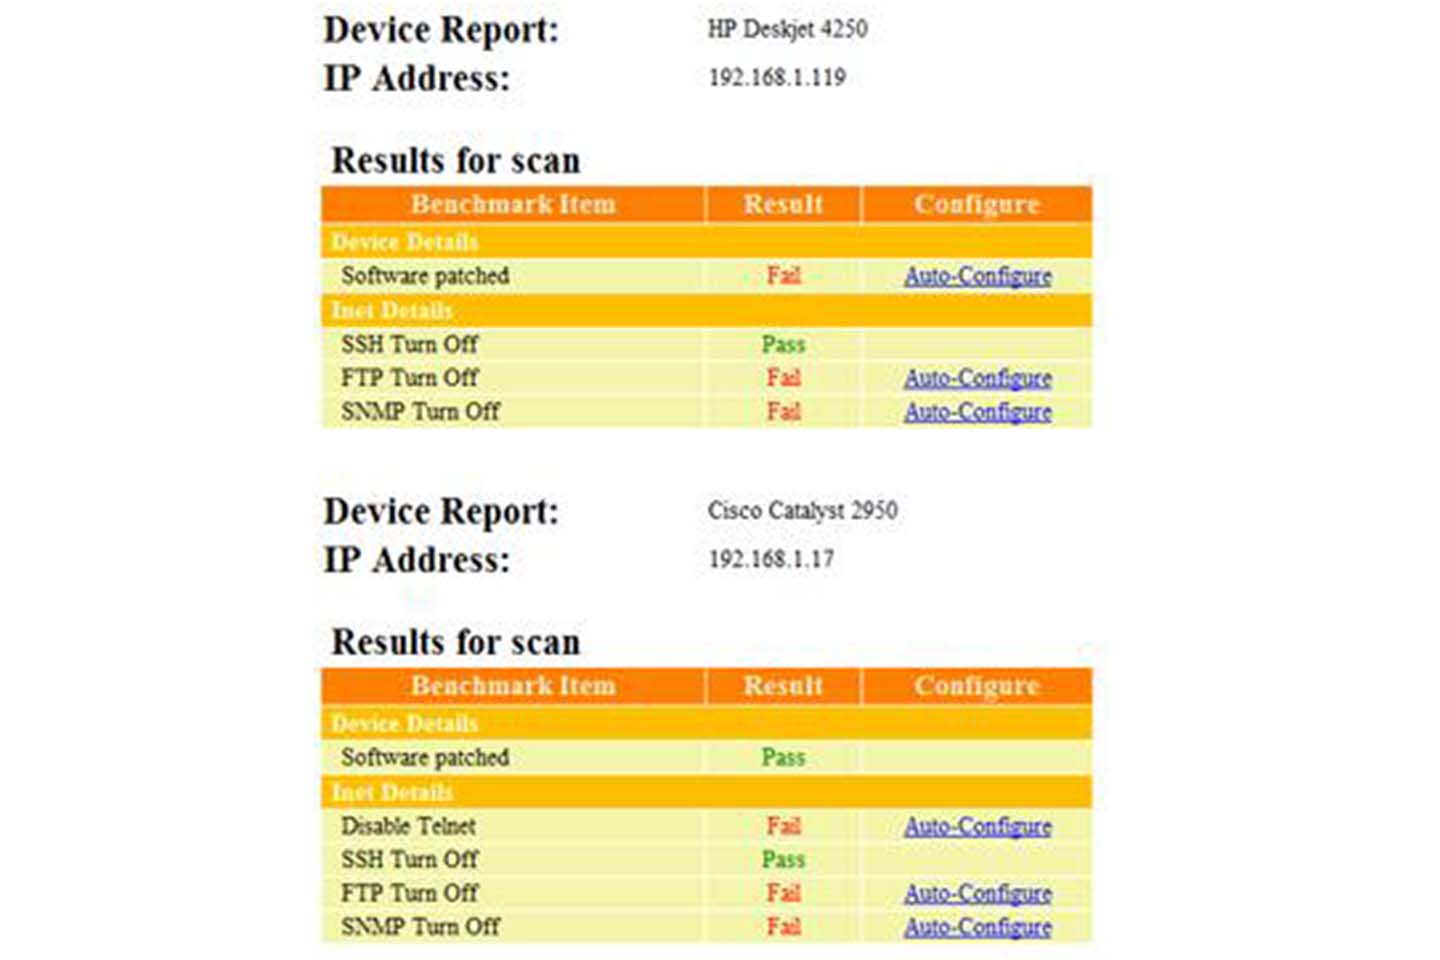 Device Report: HP Deskjet 4250
IP Address: 192.168.1.119
Results for scan
Benchmark Item Result Configure
Device Details
Software patched Fail Auto-Configure
Inet Details
SSH Turn Off Pass
FTP Turn Off Fail Auto-Configure
SNMP Turn Off Fail Auto-Configure
Device Report: Cisco Catalyst 2950
IP Address: 192.168.1.17
Results for scan
Benchmark Item Result Configure
Device Details
Software patched Pass
Inet Details
Disable Telnet Fail Auto-Configure
SSH Turn Off Pass
FTP Turn Off Fail Auto-Configure
SNMP Turn Off Fail Auto-Configure